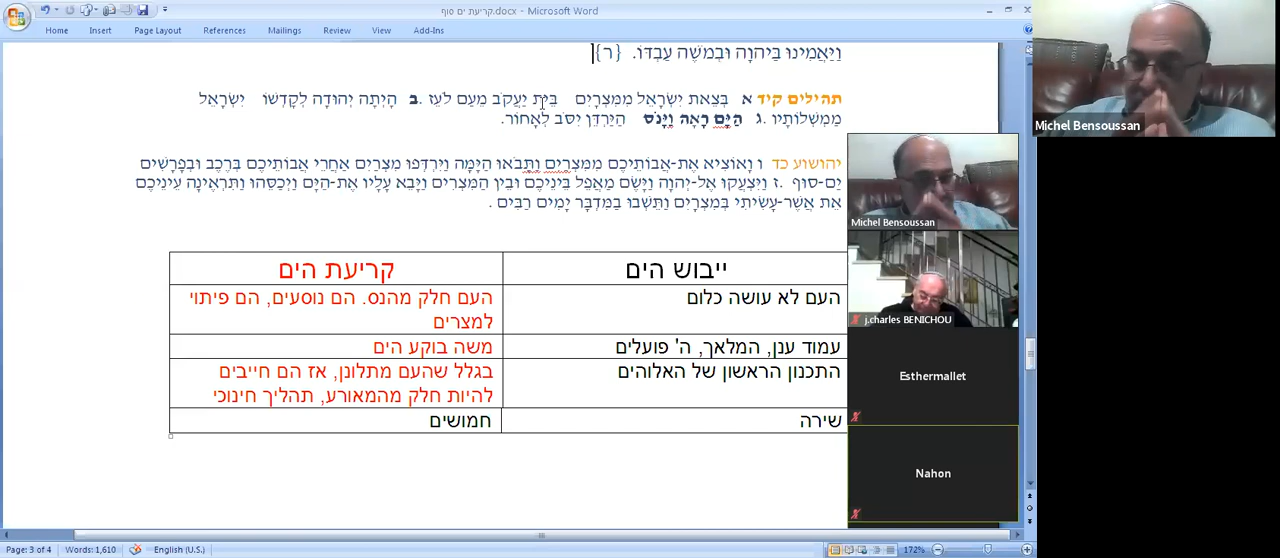 קריעת ים סוף.docx - Microsoft Word
Home Insert Page Layout References Mailings Review View Add-Ins
וַיַּאֲמִינוּ בַּיהוָה וּבְמֹשֶׁה עַבְדּוֹ. {ר}
תהילים קיד א בְּצֵאת יִשְׂרָאֵל מִמִּצְרָיִם בֵּית יַעֲקֹב מֵעַם לֹעֵז .ב הָיְתָה יְהוּדָה לְקָדְשׁוֹ יִשְׂרָאֵל
מַמְשְׁלוֹתָיו .ג הַיָּם רָאָה וַיָּנֹס הַיַּרְדֵּן יִסֹּב לְאָחוֹר.
יהושוע כד ו וָאוֹצִיא אֶת-אֲבוֹתֵיכֶם מִמִּצְרַיִם וַתָּבֹאוּ הַיָּמָּה וַיִּרְדְּפוּ מִצְרַיִם אַחֲרֵי אֲבוֹתֵיכֶם בְּרֶכֶב וּבְפָרָשִׁים
יַם-סוּף .ז וַיִּצְעֲקוּ אֶל-יְהוָה וַיָּשֶׂם מַאֲפֵל בֵּינֵיכֶם וּבֵין הַמִּצְרִים וַיָּבֵא עָלָיו אֶת-הַיָּם וַיְכַסֵּהוּ וַתִּרְאֶינָה עֵינֵיכֶם
אֵת אֲשֶׁר-עָשִׂיתִי בְּמִצְרָיִם וַתֵּשְׁבוּ בַמִּדְבָּר יָמִים רַבִּים .
ייבוש הים קריעת הים
העם לא עושה כלום העם חלק מהנס. הם נוסעים, הם פיתוי
למצרים
עמוד ענן, המלאך, ה' פועלים משה בוקע הים
התכנון הראשון של האלוהים בגלל שהעם מתלונן, אז הם חייבים
להיות חלק מהמאורע, תהליך חינוכי
שירה חמושים
Michel Bensoussan
Michel Bensoussan
j.charles BENICHOU
Esthermallet
Nahon
Page: 3 of 4 Words: 1,610 English (U.S.) 172%